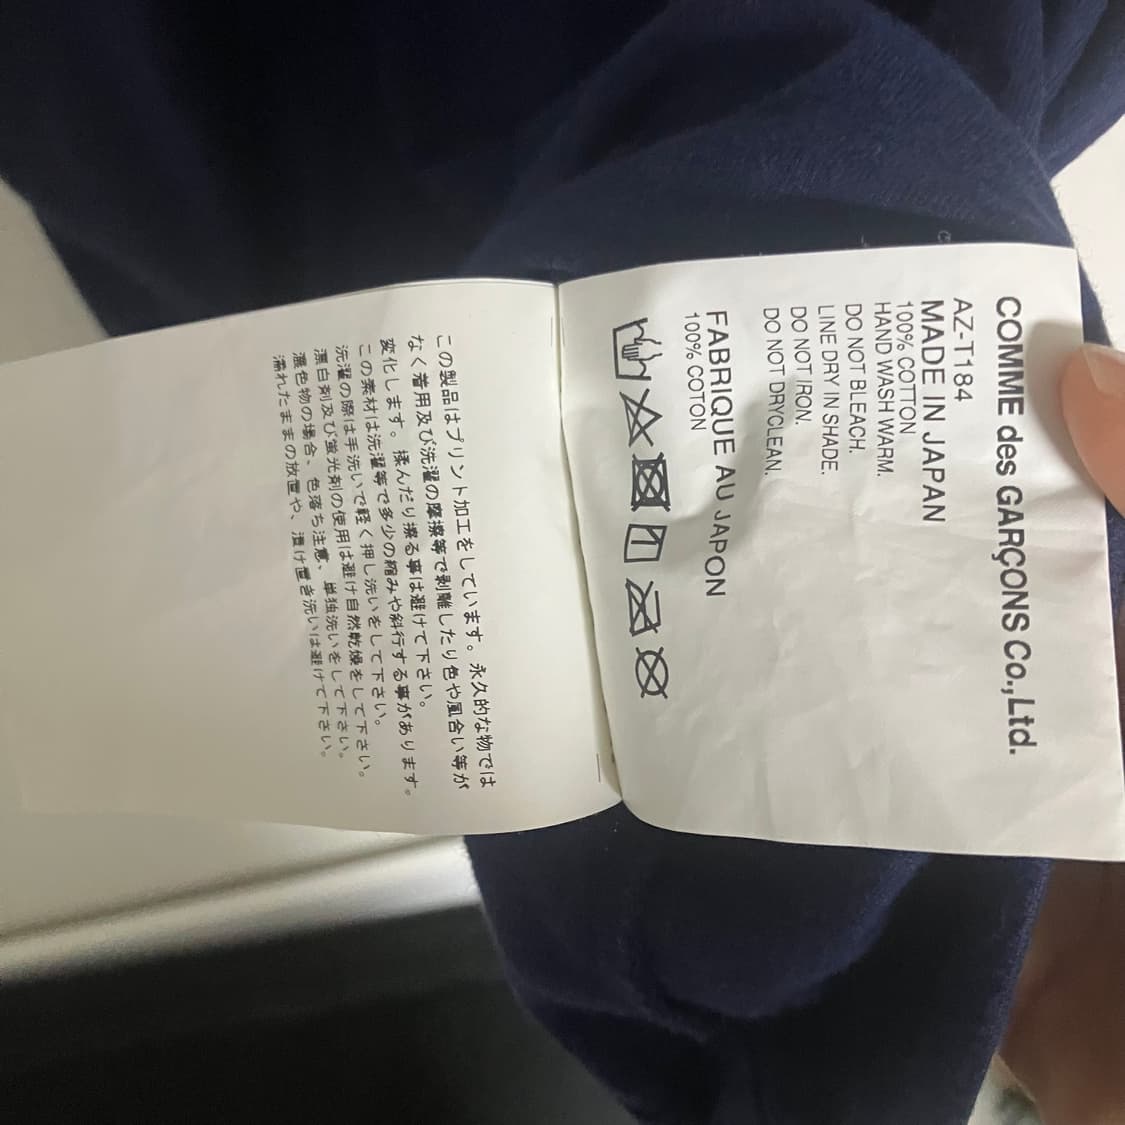 COMME des GARÇONS Co.,Ltd.
AZ-T184
MADE IN JAPAN
100% COTTON
HAND WASH WARM.
DO NOT BLEACH.
LINE DRY IN SHADE.
DO NOT IRON.
DO NOT DRYCLEAN.
FABRIQUE AU JAPON
100% COTON
この製品はプリント加工をしています。永久的な物では
なく着用及び洗濯の摩擦等で剥離したり色や風合い等が
変化します。揉んだり擦る事は避けて下さい。
この素材は洗濯等で多少の縮みや斜行する事があります。
洗濯の際は手洗いで軽く押し洗いをして下さい。
漂白剤及び蛍光剤の使用は避け自然乾燥をして下さい。
濃色物の場合、色落ち注意、単独洗いをして下さい。
濡れたままの放置や、漬け置き洗いは避けて下さい。